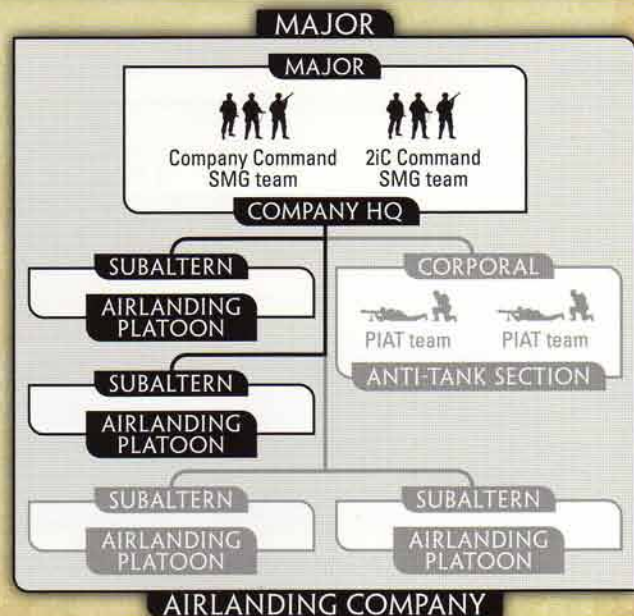 MAJOR
MAJOR
Company Command
SMG team
2iC Command
SMG team
COMPANY HQ
SUBALTERN
AIRLANDING
PLATOON
CORPORAL
PIAT team
PIAT team
ANTI-TANK SECTION
SUBALTERN
AIRLANDING
PLATOON
SUBALTERN
AIRLANDING
PLATOON
SUBALTERN
AIRLANDING
PLATOON
AIRLANDING COMPANY